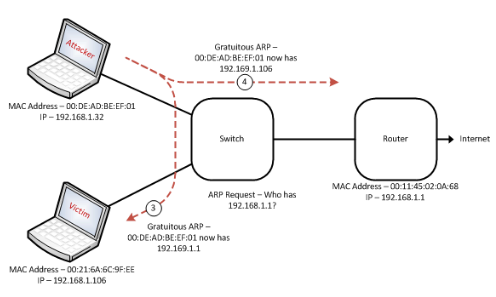 Attacker
Gratuitous ARP –
00:DE:AD:BE:EF:01 now has
192.169.1.106
4
MAC Address – 00:DE:AD:BE:EF:01
IP – 192.168.1.32
Switch
Router
Internet
ARP Request – Who has
192.168.1.1?
MAC Address – 00:11:45:02:0A:68
IP – 192.168.1.1
Victim
3
Gratuitous ARP –
00:DE:AD:BE:EF:01 now has
192.169.1.1
MAC Address – 00:21:6A:6C:9F:EE
IP – 192.168.1.106